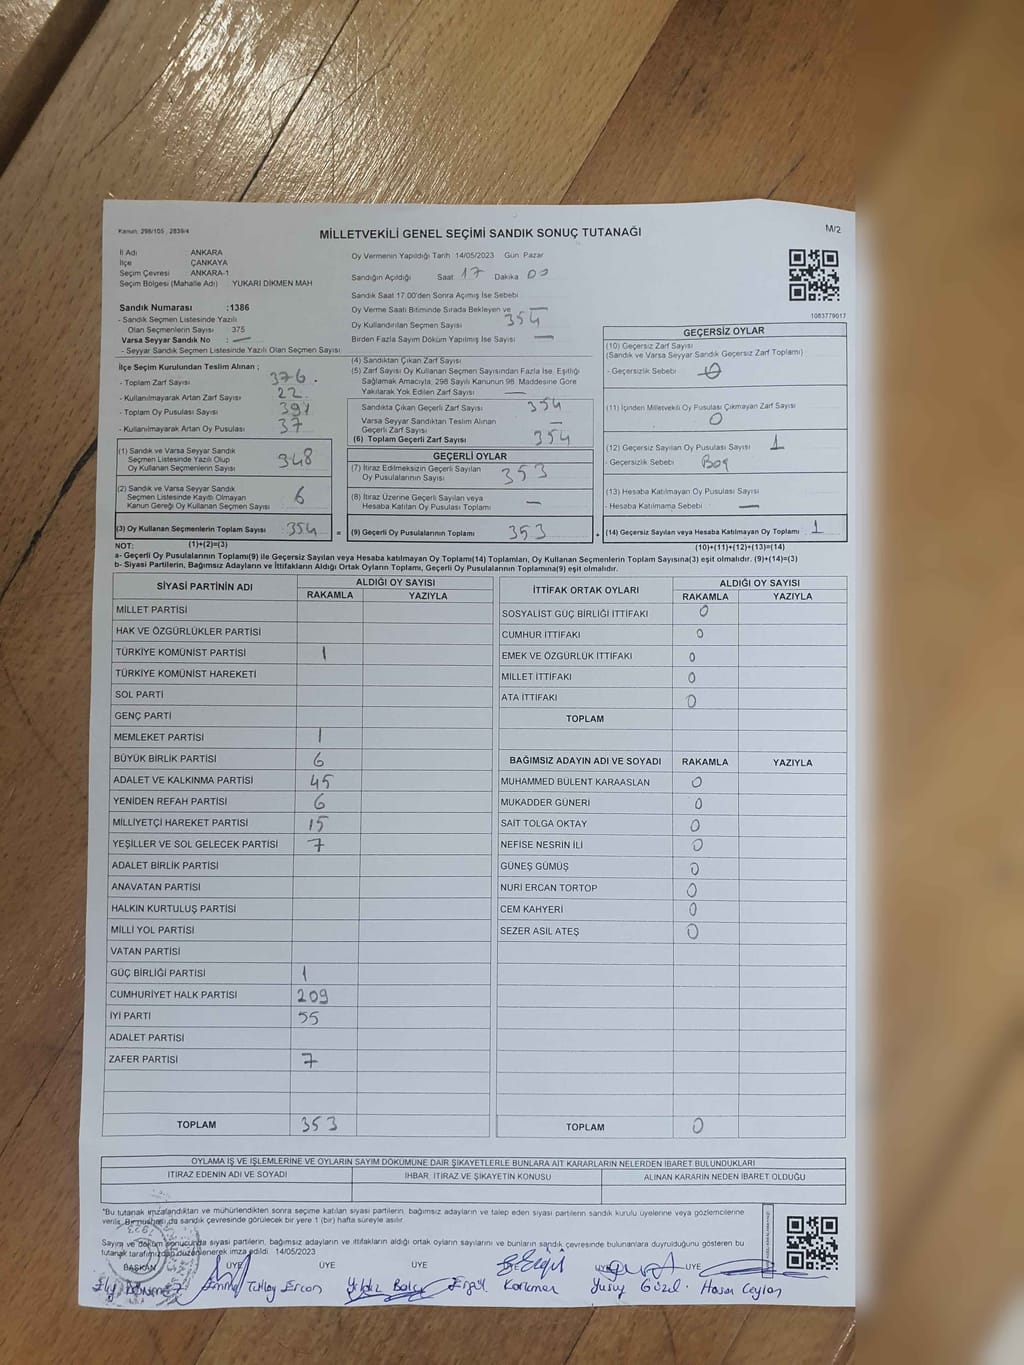 Kanun: 298/105, 2839/4
MİLLETVEKİLİ GENEL SEÇİMİ SANDIK SONUÇ TUTANAĞI
M/2
İl Adı ANKARA
İlçe ÇANKAYA
Seçim Çevresi ANKARA-1
Seçim Bölgesi (Mahalle Adı) YUKARI DİKMEN MAH
Sandık Numarası :1386
- Sandık Seçmen Listesinde Yazılı
Olan Seçmenlerin Sayısı 375
Varsa Seyyar Sandık No : —
- Seyyar Sandık Seçmen Listesinde Yazılı Olan Seçmen Sayısı
İlçe Seçim Kurulundan Teslim Alınan ;
- Toplam Zarf Sayısı 376
- Kullanılmayarak Artan Zarf Sayısı 22
- Toplam Oy Pusulası Sayısı 391
- Kullanılmayarak Artan Oy Pusulası 37
(1) Sandık ve Varsa Seyyar Sandık
Seçmen Listesinde Yazılı Olup
Oy Kullanan Seçmenlerin Sayısı 348
(2) Sandık ve Varsa Seyyar Sandık
Seçmen Listesinde Kayıtlı Olmayan
Kanun Gereği Oy Kullanan Seçmen Sayısı 6
(3) Oy Kullanan Seçmenlerin Toplam Sayısı 354 =
(1)+(2)=(3)
Oy Vermenin Yapıldığı Tarih 14/05/2023 Gün Pazar
Sandığın Açıldığı Saat 17 Dakika 00
Sandık Saat 17.00'den Sonra Açılmış İse Sebebi
Oy Verme Saati Bitiminde Sırada Bekleyen ve —
Oy Kullandırılan Seçmen Sayısı 354
Birden Fazla Sayım Döküm Yapılmış İse Sayısı —
(4) Sandıktan Çıkan Zarf Sayısı
(5) Zarf Sayısı Oy Kullanan Seçmen Sayısından Fazla İse, Eşitliği
Sağlamak Amacıyla, 298 Sayılı Kanunun 98. Maddesine Göre
Yakılarak Yok Edilen Zarf Sayısı —
Sandıkta Çıkan Geçerli Zarf Sayısı 354
Varsa Seyyar Sandıktan Teslim Alınan
Geçerli Zarf Sayısı —
(6) Toplam Geçerli Zarf Sayısı 354
GEÇERLİ OYLAR
(7) İtiraz Edilmeksizin Geçerli Sayılan
Oy Pusulalarının Sayısı 353
(8) İtiraz Üzerine Geçerli Sayılan veya
Hesaba Katılan Oy Pusulası Toplamı —
(9) Geçerli Oy Pusulalarının Toplamı 353 +
1083779017
GEÇERSİZ OYLAR
(10) Geçersiz Zarf Sayısı
(Sandık ve Varsa Seyyar Sandık Geçersiz Zarf Toplamı)
- Geçersizlik Sebebi 0
(11) İçinden Milletvekili Oy Pusulası Çıkmayan Zarf Sayısı
0
(12) Geçersiz Sayılan Oy Pusulası Sayısı 1
- Geçersizlik Sebebi Boş
(13) Hesaba Katılmayan Oy Pusulası Sayısı
- Hesaba Katılmama Sebebi —
(14) Geçersiz Sayılan veya Hesaba Katılmayan Oy Toplamı 1
(10)+(11)+(12)+(13)=(14)
NOT:
a- Geçerli Oy Pusulalarının Toplamı(9) ile Geçersiz Sayılan veya Hesaba katılmayan Oy Toplamı(14) Toplamları, Oy Kullanan Seçmenlerin Toplam Sayısına(3) eşit olmalıdır. (9)+(14)=(3)
b- Siyasi Partilerin, Bağımsız Adayların ve İttifakların Aldığı Ortak Oyların Toplamı, Geçerli Oy Pusulalarının Toplamına(9) eşit olmalıdır.
SİYASİ PARTİNİN ADI ALDIĞI OY SAYISI
RAKAMLA YAZIYLA
MİLLET PARTİSİ
HAK VE ÖZGÜRLÜKLER PARTİSİ
TÜRKİYE KOMÜNİST PARTİSİ 1
TÜRKİYE KOMÜNİST HAREKETİ
SOL PARTİ
GENÇ PARTİ
MEMLEKET PARTİSİ 1
BÜYÜK BİRLİK PARTİSİ 6
ADALET VE KALKINMA PARTİSİ 45
YENİDEN REFAH PARTİSİ 6
MİLLİYETÇİ HAREKET PARTİSİ 15
YEŞİLLER VE SOL GELECEK PARTİSİ 7
ADALET BİRLİK PARTİSİ
ANAVATAN PARTİSİ
HALKIN KURTULUŞ PARTİSİ
MİLLİ YOL PARTİSİ
VATAN PARTİSİ
GÜÇ BİRLİĞİ PARTİSİ 1
CUMHURİYET HALK PARTİSİ 209
İYİ PARTİ 55
ADALET PARTİSİ
ZAFER PARTİSİ 7
TOPLAM 353
İTTİFAK ORTAK OYLARI ALDIĞI OY SAYISI
RAKAMLA YAZIYLA
SOSYALİST GÜÇ BİRLİĞİ İTTİFAKI 0
CUMHUR İTTİFAKI 0
EMEK VE ÖZGÜRLÜK İTTİFAKI 0
MİLLET İTTİFAKI 0
ATA İTTİFAKI 0
TOPLAM
BAĞIMSIZ ADAYIN ADI VE SOYADI RAKAMLA YAZIYLA
MUHAMMED BÜLENT KARAASLAN 0
MUKADDER GÜNERİ 0
SAİT TOLGA OKTAY 0
NEFİSE NESRİN İLİ 0
GÜNEŞ GÜMÜŞ 0
NURİ ERCAN TORTOP 0
CEM KAHYERİ 0
SEZER ASİL ATEŞ 0
TOPLAM 0
OYLAMA İŞ VE İŞLEMLERİNE VE OYLARIN SAYIM DÖKÜMÜNE DAİR ŞİKAYETLERLE BUNLARA AİT KARARLARIN NELERDEN İBARET BULUNDUKLARI
İTİRAZ EDENİN ADI VE SOYADI İHBAR, İTİRAZ VE ŞİKAYETİN KONUSU ALINAN KARARIN NEDEN İBARET OLDUĞU
*Bu tutanak imzalandıktan ve mühürlendikten sonra seçime katılan siyasi partilerin, bağımsız adayların ve talep eden siyasi partilerin sandık kurulu üyelerine veya gözlemcilerine
verilir. Bir nüshası da sandık çevresinde görülecek bir yere 1 (bir) hafta süreyle asılır.
Sayım ve döküm sonucunda siyasi partilerin, bağımsız adayların ve ittifakların aldığı ortak oyların sayılarını ve bunların sandık çevresinde bulunanlara duyrulduğunu gösteren bu
tutanak tarafımızdan düzenlenerek imza edildi. 14/05/2023
BAŞKAN ÜYE ÜYE ÜYE ÜYE
Tülay Ercan Yıldız Ergül Korkmaz Yusuf Güzel Hasan Ceylan